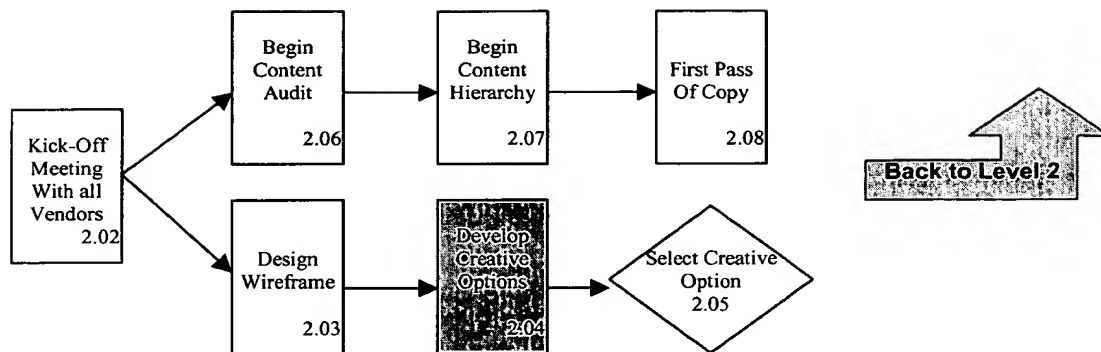 Kick-Off
Meeting
With all
Vendors
2.02
Begin
Content
Audit
2.06
Begin
Content
Hierarchy
2.07
First Pass
Of Copy
2.08
Design
Wireframe
2.03
Develop
Creative
Options
2.04
Select Creative
Option
2.05
Back to Level 2